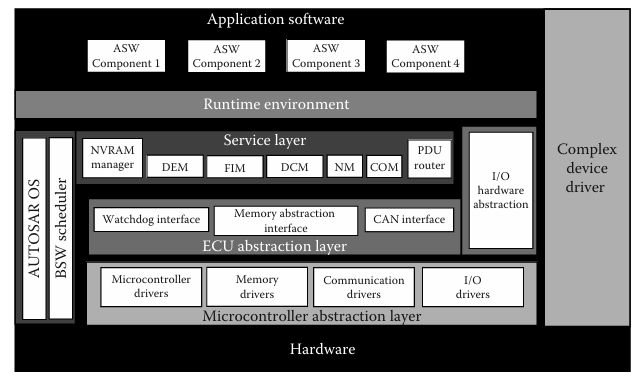 Application software
ASW
Component 1
ASW
Component 2
ASW
Component 3
ASW
Component 4
Runtime environment
Complex
device
driver
AUTOSAR OS
BSW scheduler
Service layer
NVRAM
manager
DEM
FIM
DCM
NM
COM
PDU
router
I/O
hardware
abstraction
Watchdog interface
Memory abstraction
interface
CAN interface
ECU abstraction layer
Microcontroller
drivers
Memory
drivers
Communication
drivers
I/O
drivers
Microcontroller abstraction layer
Hardware